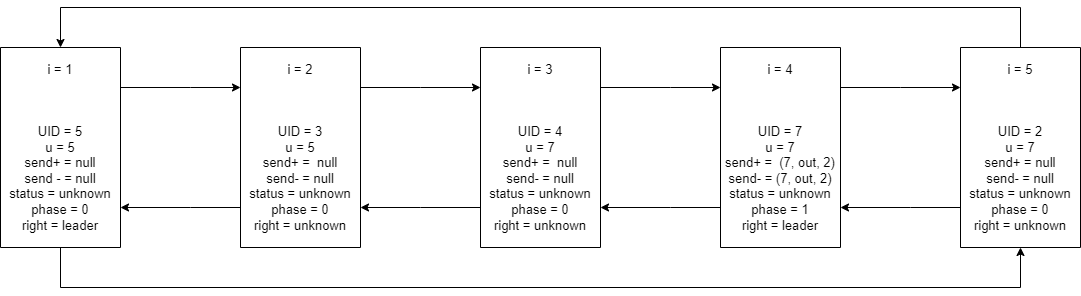 i = 1
UID = 5
u = 5
send+ = null
send - = null
status = unknown
phase = 0
right = leader
i = 2
UID = 3
u = 5
send+ =  null
send- = null
status = unknown
phase = 0
right = unknown
i = 3
UID = 4
u = 7
send+ =  null
send- = null
status = unknown
phase = 0
right = unknown
i = 4
UID = 7
u = 7
send+ =  (7, out, 2)
send- = (7, out, 2)
status = unknown
phase = 1
right = leader
i = 5
UID = 2
u = 7
send+ = null
send- = null
status = unknown
phase = 0
right = unknown